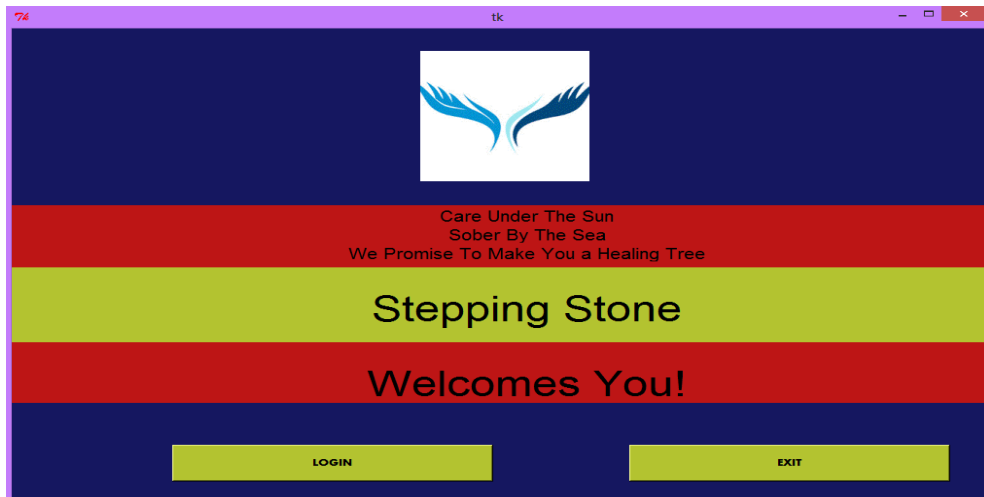 tk
Care Under The Sun
Sober By The Sea
We Promise To Make You a Healing Tree
Stepping Stone
Welcomes You!
LOGIN
EXIT